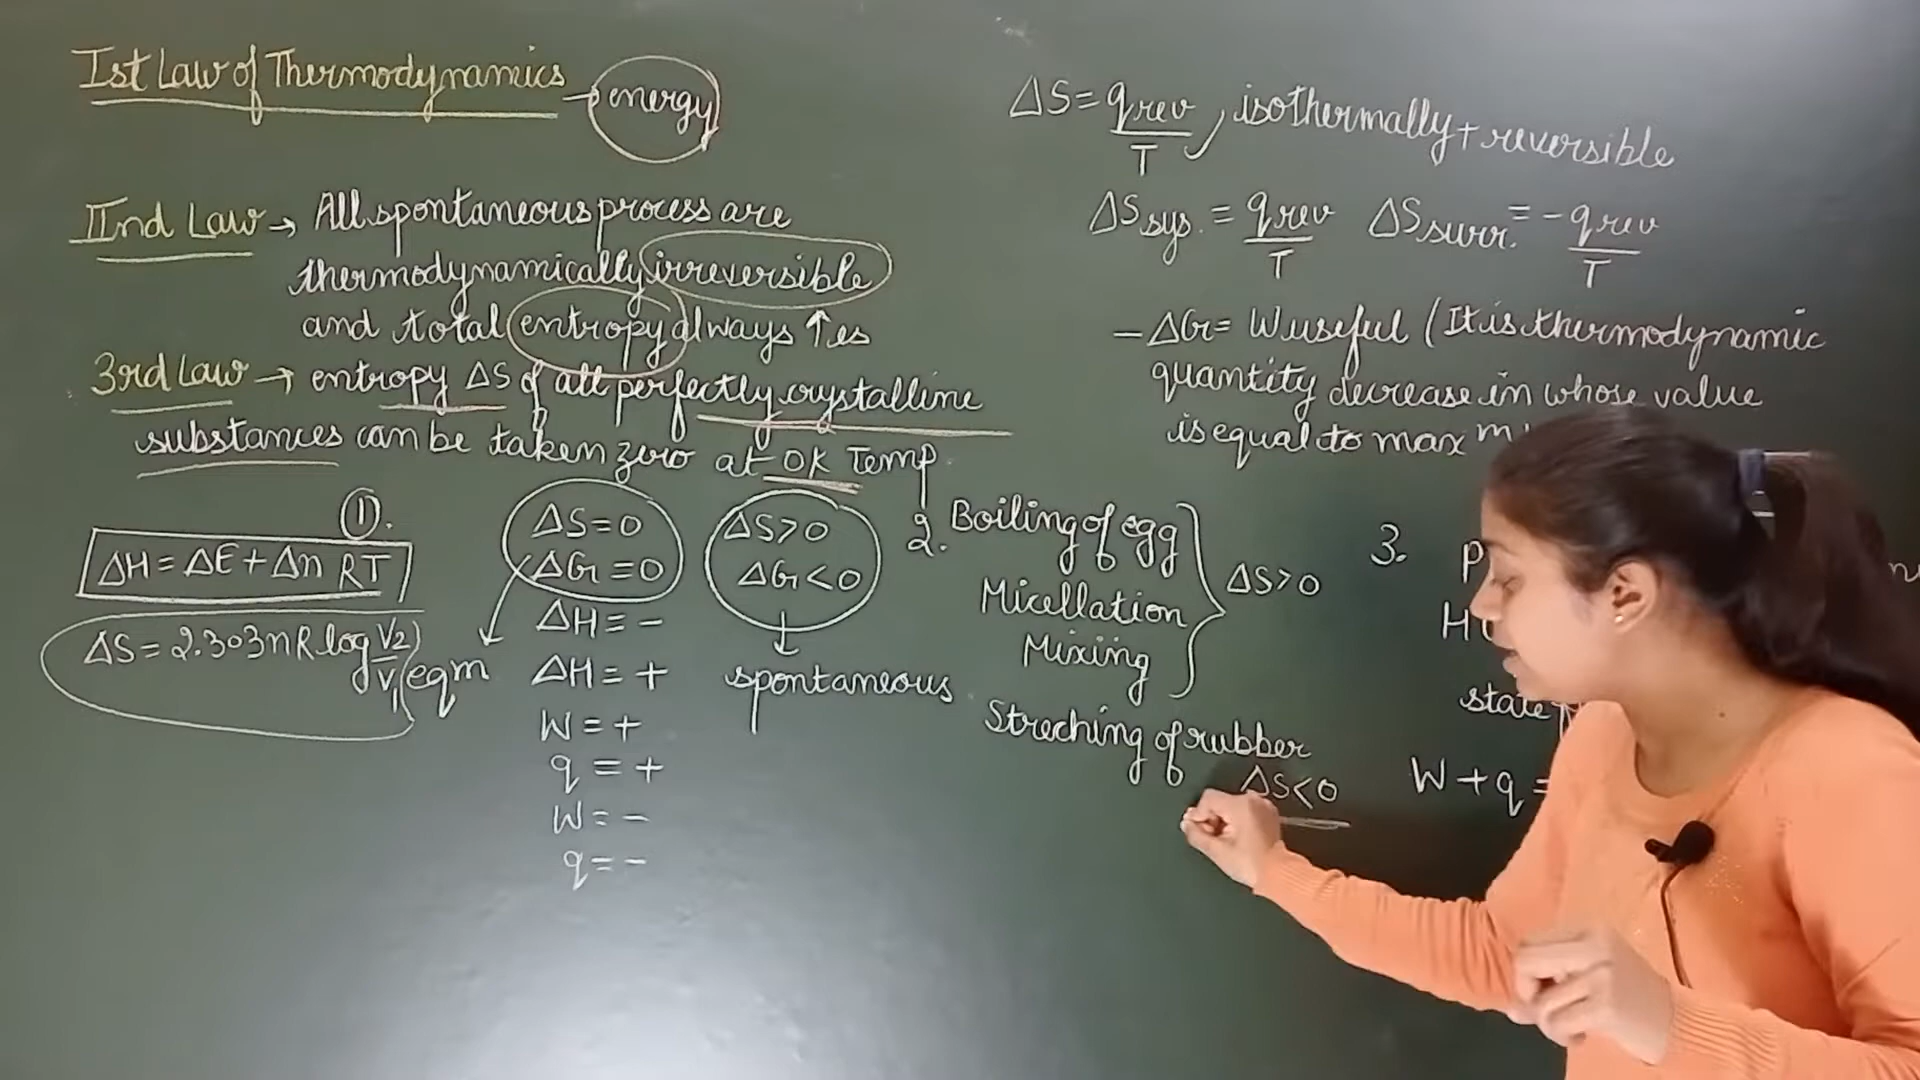 Ist Law of Thermodynamics → energy
IInd Law → All spontaneous process are
thermodynamically irreversible
and total entropy always ↑es
3rd Law → entropy ΔS of all perfectly crystalline
substances can be taken zero at OK Temp.
①.
ΔH = ΔE + Δn RT
ΔS = 2.303nR log V2/V1
ΔS = 0
ΔG = 0
eqm
ΔH = -
ΔH = +
W = +
q = +
W = -
q = -
ΔS > 0
ΔG < 0
spontaneous
ΔS = qrev/T, isothermally + reversible
ΔSsys. = qrev/T ΔSsurr. = -qrev/T
-ΔG = Wuseful (It is thermodynamic
quantity decrease in whose value
is equal to max
2. Boiling of egg
Micellation
Mixing
ΔS > 0
Streching of rubber
ΔS < 0
3.
state
W + q =